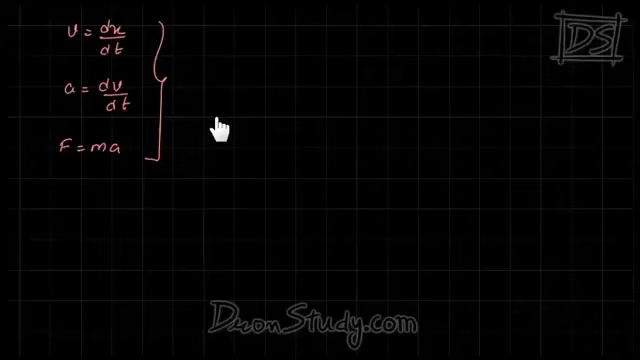 DS
v = dx/dt
a = dv/dt
F = ma
DronStudy.com